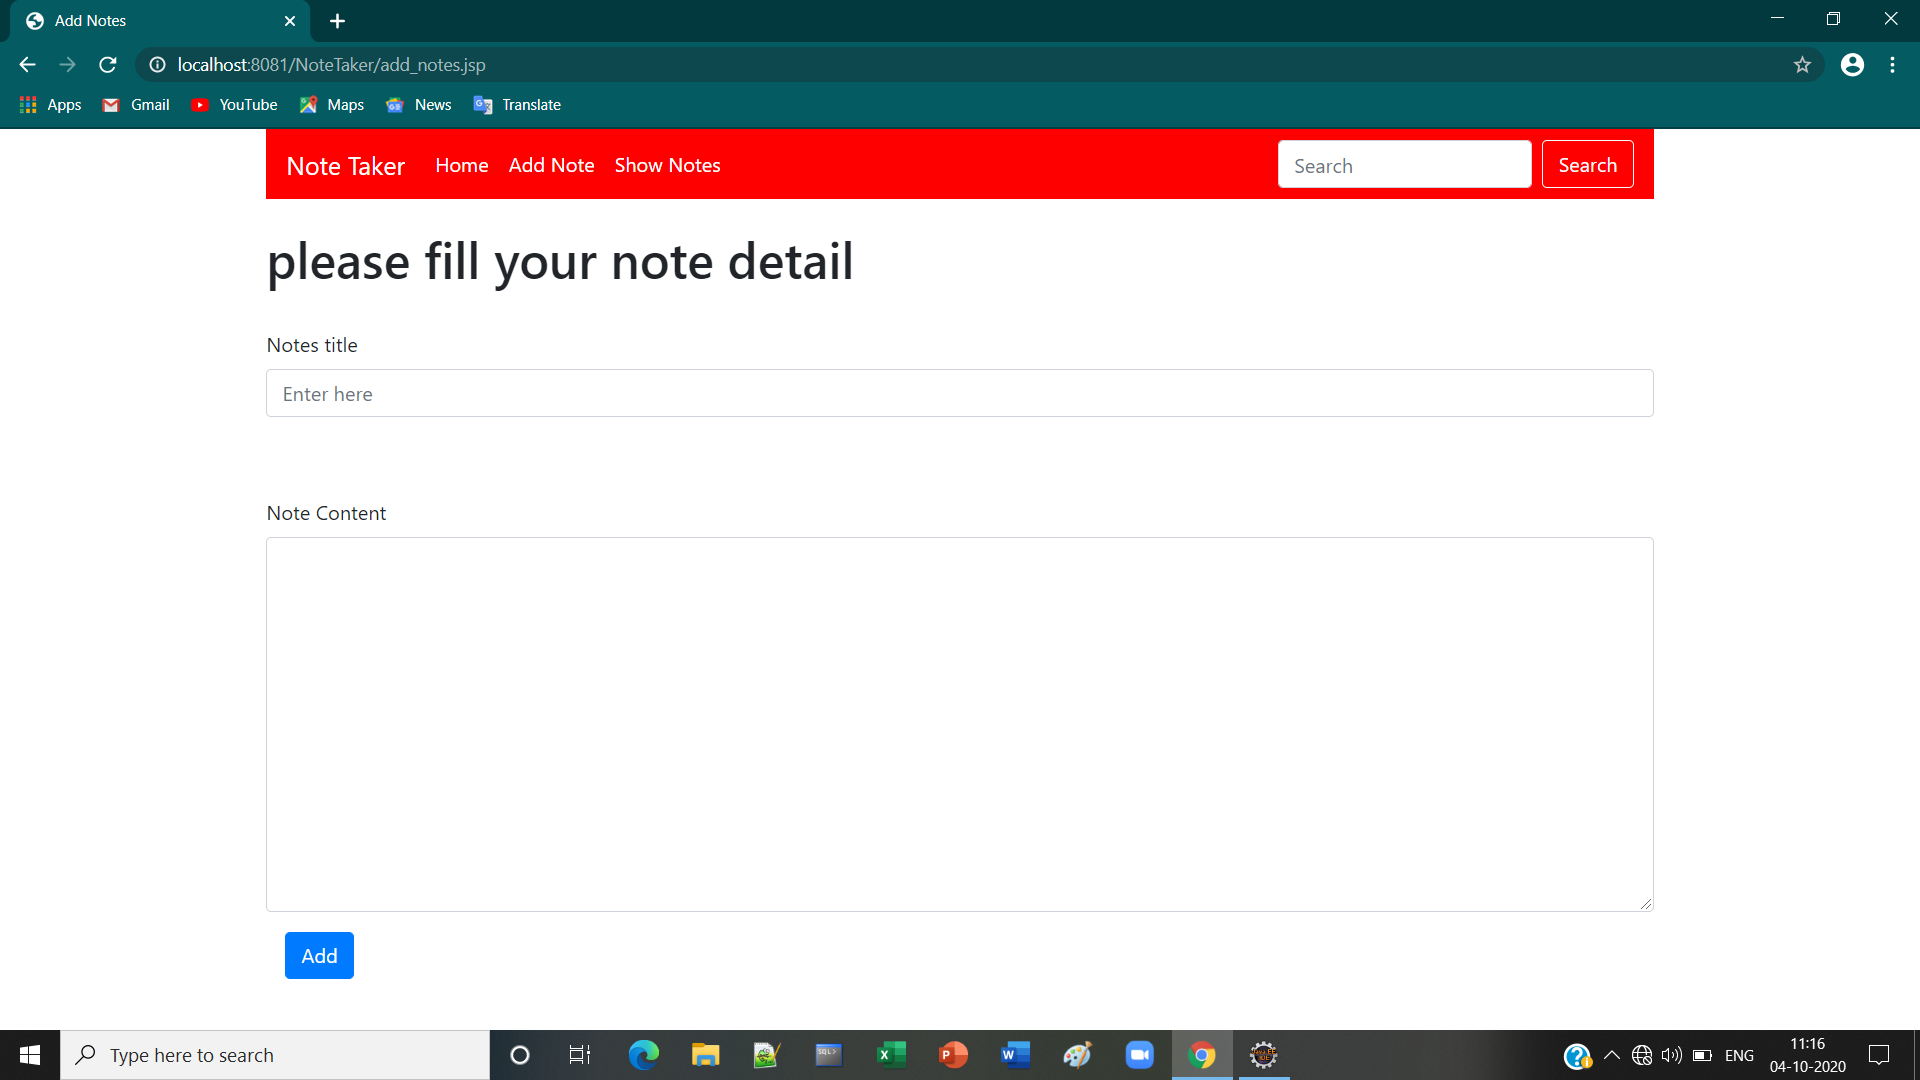 Add Notes
localhost:8081/NoteTaker/add_notes.jsp
Apps Gmail YouTube Maps News Translate
Note Taker Home Add Note Show Notes Search Search
please fill your note detail
Notes title
Enter here
Note Content
Add
Type here to search
ENG
11:16
04-10-2020